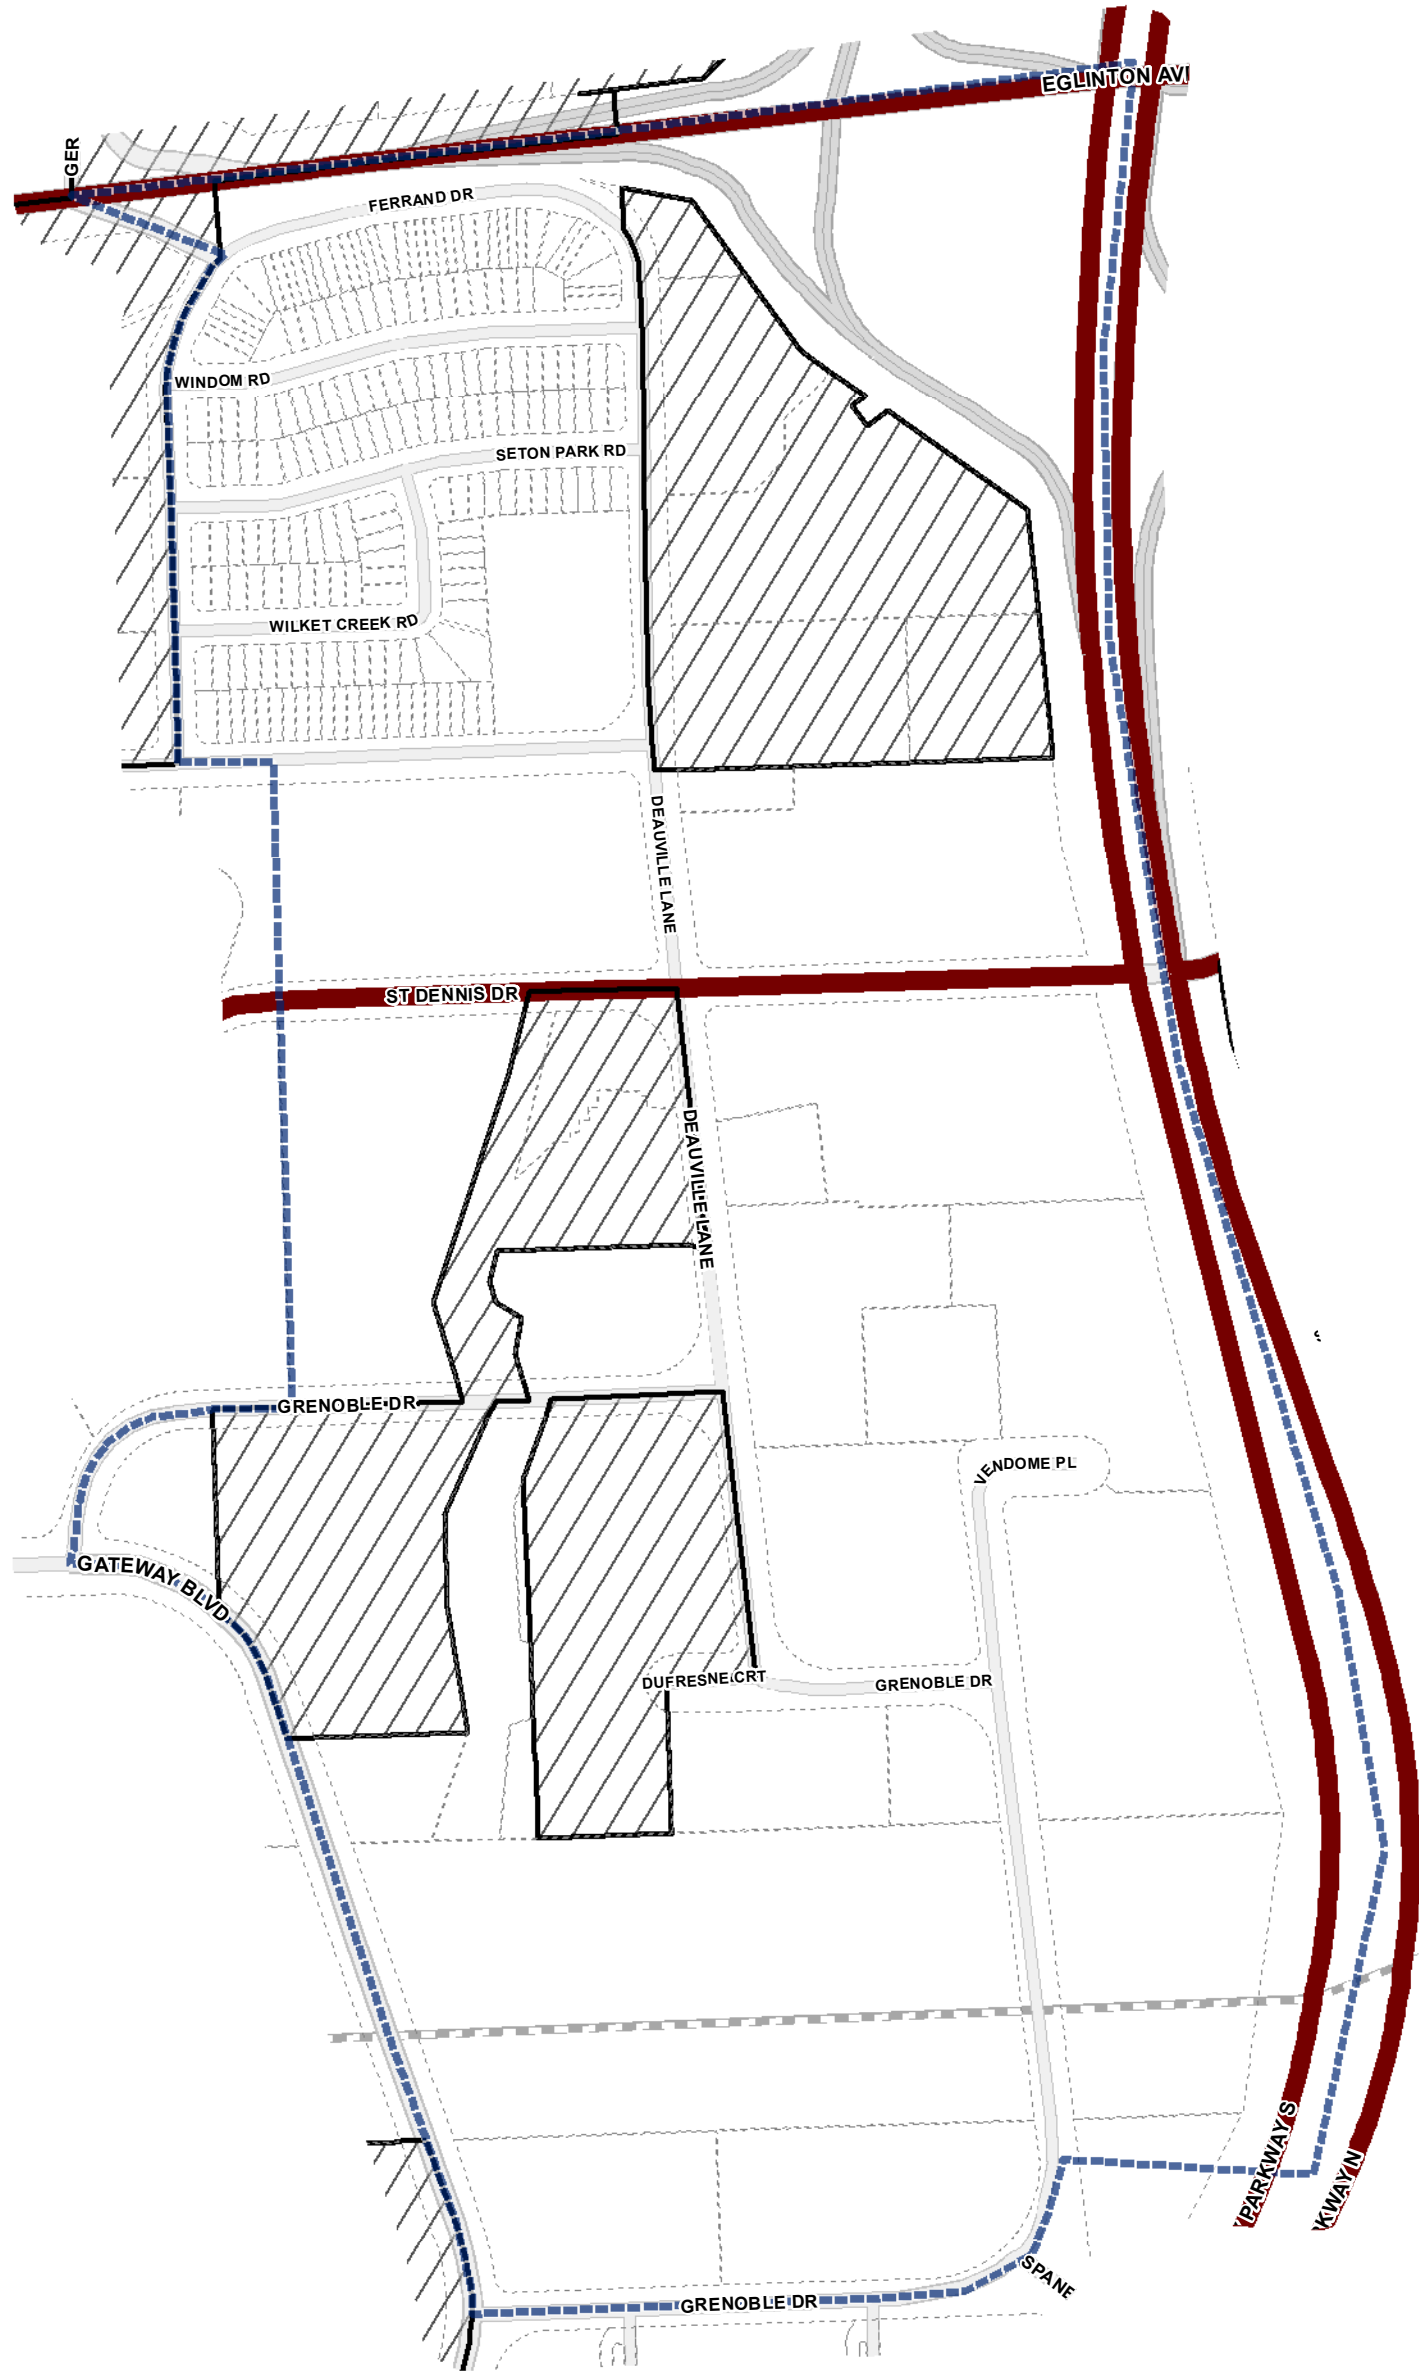 EGLINTON AV
GER
FERRAND DR
WINDOM RD
SETON PARK RD
WILKET CREEK RD
DEAUVILLE LANE
ST DENNIS DR
DEAUVILLE LANE
GRENOBLE DR
VENDOME PL
GATEWAY BLVD
DUFRESNE CRT
GRENOBLE DR
PARKWAY S
KWAY N
SPANE
GRENOBLE DR